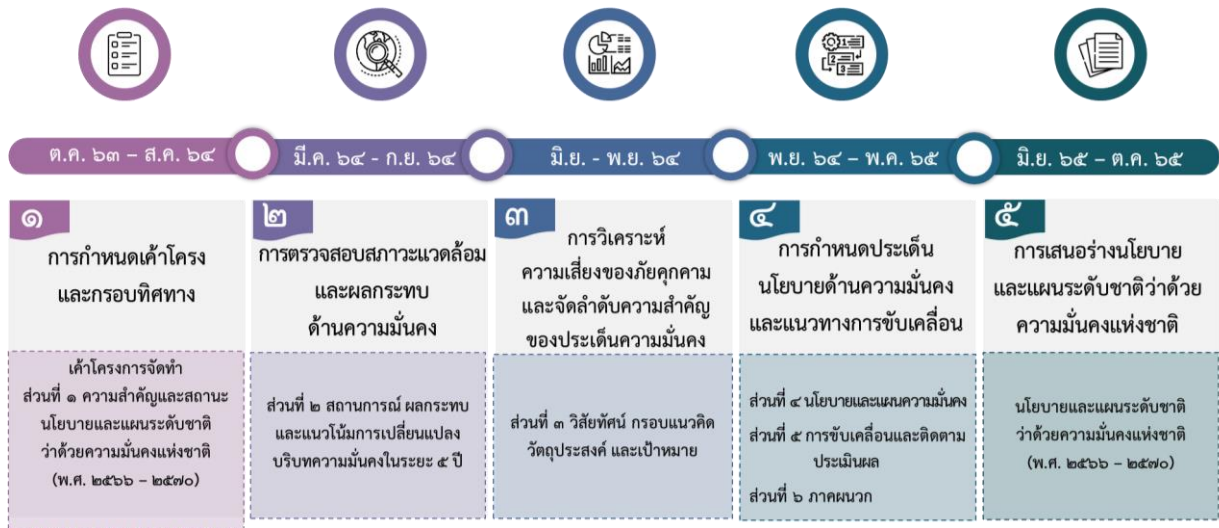 ต.ค. ๖๓ – ส.ค. ๖๔
มี.ค. ๖๔ - ก.ย. ๖๔
มิ.ย. - พ.ย. ๖๔
พ.ย. ๖๔ – พ.ค. ๖๕
มิ.ย. ๖๕ – ต.ค. ๖๕
๑
การกำหนดเค้าโครง
และกรอบทิศทาง
เค้าโครงการจัดทำ
ส่วนที่ ๑ ความสำคัญและสถานะ
นโยบายและแผนระดับชาติ
ว่าด้วยความมั่นคงแห่งชาติ
(พ.ศ. ๒๕๖๖ – ๒๕๗๐)
๒
การตรวจสอบสภาวะแวดล้อม
และผลกระทบ
ด้านความมั่นคง
ส่วนที่ ๒ สถานการณ์ ผลกระทบ
และแนวโน้มการเปลี่ยนแปลง
บริบทความมั่นคงในระยะ ๕ ปี
๓
การวิเคราะห์
ความเสี่ยงของภัยคุกคาม
และจัดลำดับความสำคัญ
ของประเด็นความมั่นคง
ส่วนที่ ๓ วิสัยทัศน์ กรอบแนวคิด
วัตถุประสงค์ และเป้าหมาย
๔
การกำหนดประเด็น
นโยบายด้านความมั่นคง
และแนวทางการขับเคลื่อน
ส่วนที่ ๔ นโยบายและแผนความมั่นคง
ส่วนที่ ๕ การขับเคลื่อนและติดตาม
ประเมินผล
ส่วนที่ ๖ ภาคผนวก
๕
การเสนอร่างนโยบาย
และแผนระดับชาติว่าด้วย
ความมั่นคงแห่งชาติ
นโยบายและแผนระดับชาติ
ว่าด้วยความมั่นคงแห่งชาติ
(พ.ศ. ๒๕๖๖ – ๒๕๗๐)